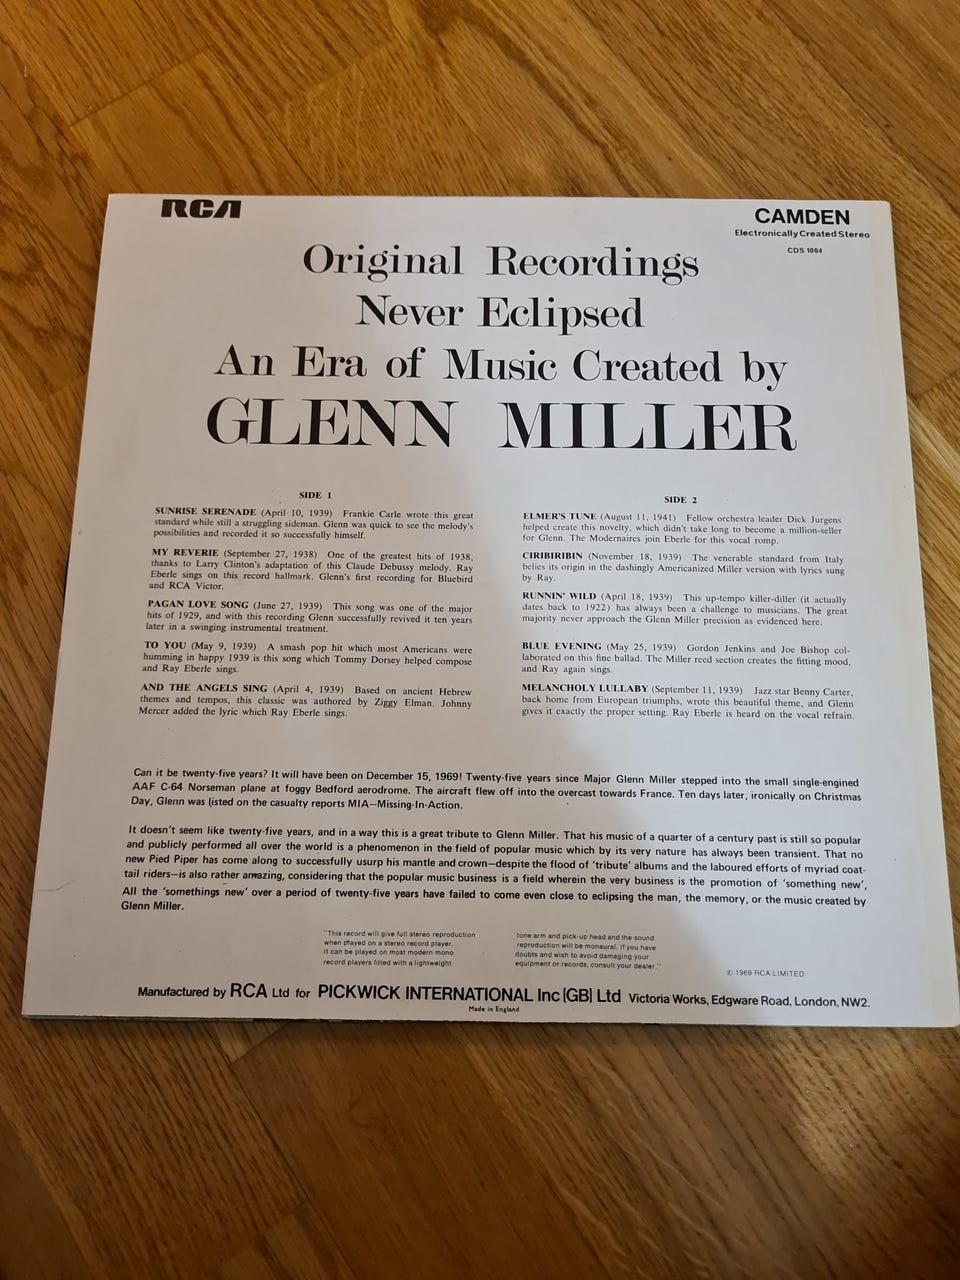 RCA
CAMDEN
Electronically Created Stereo
CDS 1004
Original Recordings
Never Eclipsed
An Era of Music Created by
GLENN MILLER
SIDE 1
SUNRISE SERENADE (April 10, 1939) Frankie Carle wrote this great
standard while still a struggling sideman. Glenn was quick to see the melody's
possibilities and recorded it so successfully himself.
MY REVERIE (September 27, 1938) One of the greatest hits of 1938,
thanks to Larry Clinton's adaptation of this Claude Debussy melody. Ray
Eberle sings on this record hallmark, Glenn's first recording for Bluebird
and RCA Victor.
PAGAN LOVE SONG (June 27, 1939) This song was one of the major
hits of 1929, and with this recording Glenn successfully revived it ten years
later in a swinging instrumental treatment.
TO YOU (May 9, 1939) A smash pop hit which most Americans were
humming in happy 1939 is this song which Tommy Dorsey helped compose
and Ray Eberle sings.
AND THE ANGELS SING (April 4, 1939) Based on ancient Hebrew
themes and tempos, this classic was authored by Ziggy Elman. Johnny
Mercer added the lyric which Ray Eberle sings.
SIDE 2
ELMER'S TUNE (August 11, 1941) Fellow orchestra leader Dick Jurgens
helped create this novelty, which didn't take long to become a million-seller
for Glenn. The Modernaires join Eberle for this vocal romp.
CIRIBIRIBIN (November 18, 1939) The venerable standard from Italy
belies its origin in the dashingly Americanized Miller version with lyrics sung
by Ray.
RUNNIN' WILD (April 18, 1939) This up-tempo killer-diller (it actually
dates back to 1922) has always been a challenge to musicians. The great
majority never approach the Glenn Miller precision as evidenced here.
BLUE EVENING (May 25, 1939) Gordon Jenkins and Joe Bishop col-
laborated on this fine ballad. The Miller reed section creates the fitting mood,
and Ray again sings.
MELANCHOLY LULLABY (September 11, 1939) Jazz star Benny Carter,
back home from European triumphs, wrote this beautiful theme, and Glenn
gives it exactly the proper setting. Ray Eberle is heard on the vocal refrain.
Can it be twenty-five years? It will have been on December 15, 1969! Twenty-five years since Major Glenn Miller stepped into the small single-engined
AAF C-64 Norseman plane at foggy Bedford aerodrome. The aircraft flew off into the overcast towards France. Ten days later, ironically on Christmas
Day, Glenn was listed on the casualty reports MIA—Missing-In-Action.
It doesn't seem like twenty-five years, and in a way this is a great tribute to Glenn Miller. That his music of a quarter of a century past is still so popular
and publicly performed all over the world is a phenomenon in the field of popular music which by its very nature has always been transient. That no
new Pied Piper has come along to successfully usurp his mantle and crown—despite the flood of 'tribute' albums and the laboured efforts of myriad coat-
tail riders—is also rather amazing, considering that the popular music business is a field wherein the very business is the promotion of 'something new',
All the 'somethings new' over a period of twenty-five years have failed to come even close to eclipsing the man, the memory, or the music created by
Glenn Miller.
"This record will give full stereo reproduction
when played on a stereo record player.
It can be played on most modern mono
record players fitted with a lightweight
tone arm and pick-up head and the sound
reproduction will be monaural. If you have
doubts and wish to avoid damaging your
equipment or records, consult your dealer."
© 1969 RCA LIMITED
Manufactured by RCA Ltd for PICKWICK INTERNATIONAL Inc (GB) Ltd Victoria Works, Edgware Road, London, NW2.
Made in England